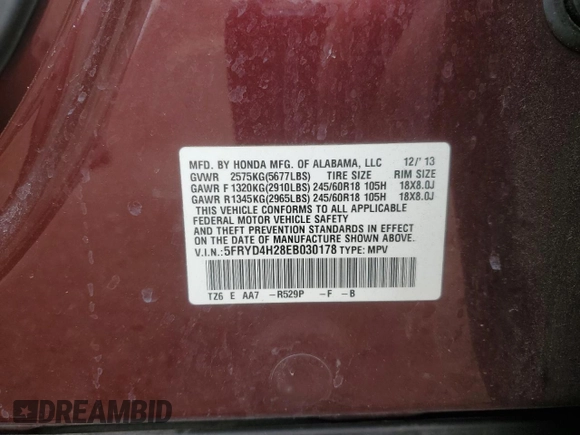 MFD. BY HONDA MFG. OF ALABAMA, LLC 12/'13
GVWR 2575KG(5677LBS) TIRE SIZE RIM SIZE
GAWR F 1320KG(2910LBS) 245/60R18 105H 18X8.0J
GAWR R 1345KG(2965LBS) 245/60R18 105H 18X8.0J
THIS VEHICLE CONFORMS TO ALL APPLICABLE
FEDERAL MOTOR VEHICLE SAFETY
AND THEFT PREVENTION STANDARDS IN EFFECT
ON THE DATE OF MANUFACTURE SHOWN ABOVE.
V.I.N.:5FRYD4H28EB030178 TYPE: MPV
TZ6 E AA7 -R529P -F -B
DREAMBID